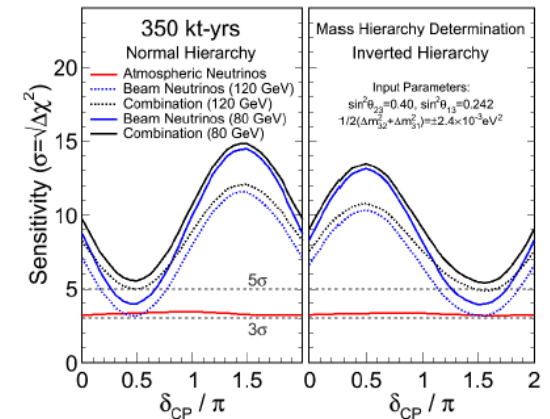 350 kt-yrs
Normal Hierarchy
Atmospheric Neutrinos
Beam Neutrinos (120 GeV)
Combination (120 GeV)
Beam Neutrinos (80 GeV)
Combination (80 GeV)
Mass Hierarchy Determination
Inverted Hierarchy
Input Parameters:
sin²θ₂₃=0.40, sin²θ₁₃=0.242
1/2(Δm²₃₂+Δm²₃₁)=±2.4×10⁻³eV²
Sensitivity (σ=√Δχ²)
20
15
10
5
0
5σ
3σ
0 0.5 1 1.5
0 0.5 1 1.5 2
δCP / π
δCP / π